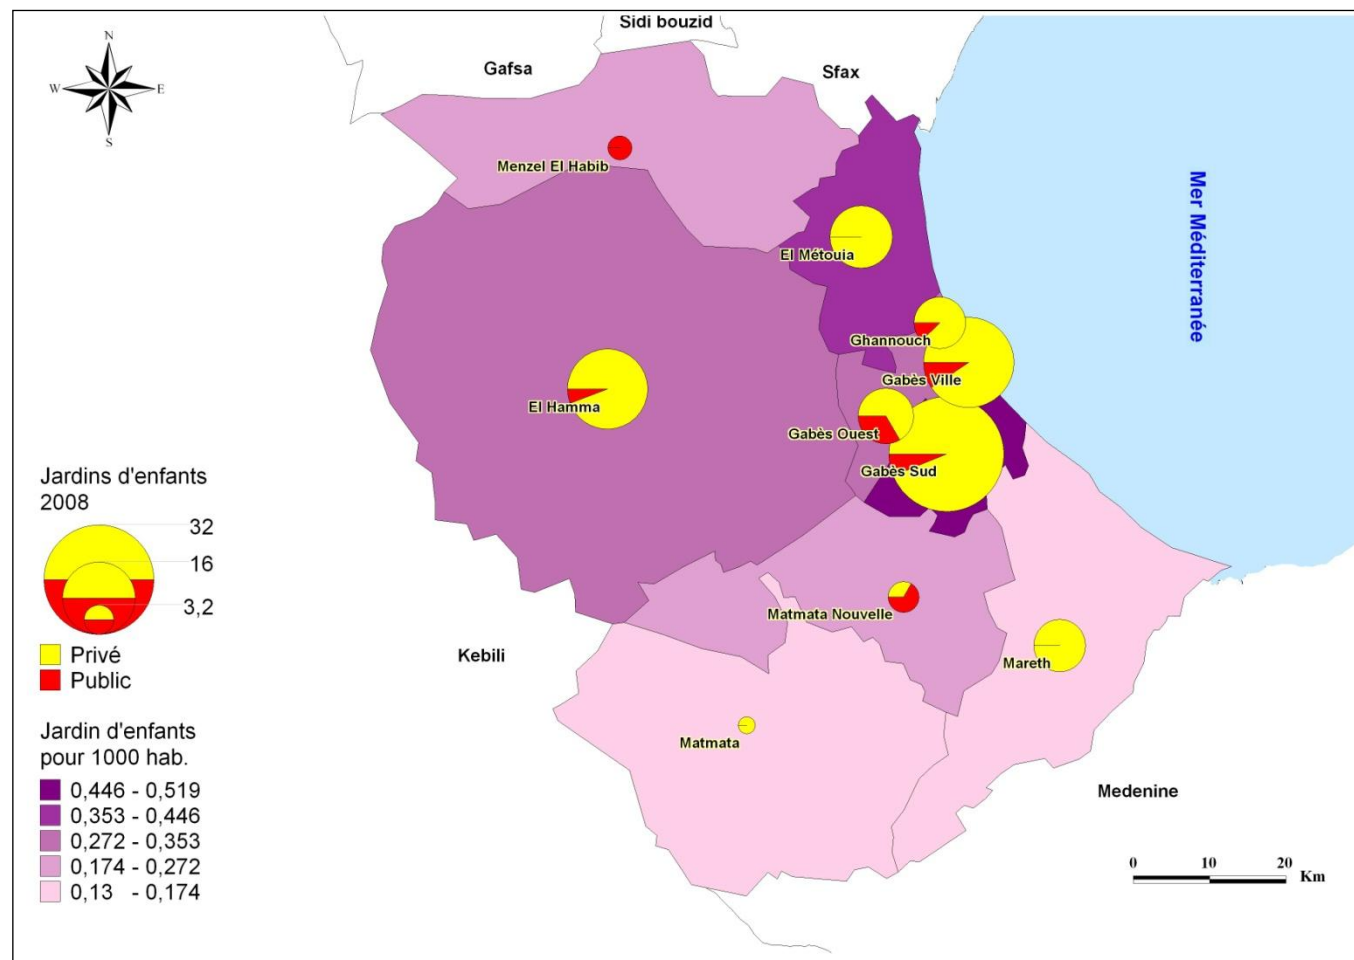 Sidi bouzid
Gafsa
Sfax
N
W
E
S
Menzel El Habib
Mer Méditerranée
El Métouia
Ghannouch
Gabès Ville
El Hamma
Gabès Ouest
Gabès Sud
Jardins d'enfants
2008
32
16
3,2
Privé
Public
Matmata Nouvelle
Kebili
Mareth
Matmata
Jardin d'enfants
pour 1000 hab.
0,446 - 0,519
0,353 - 0,446
0,272 - 0,353
0,174 - 0,272
0,13 - 0,174
Medenine
0 10 20
Km